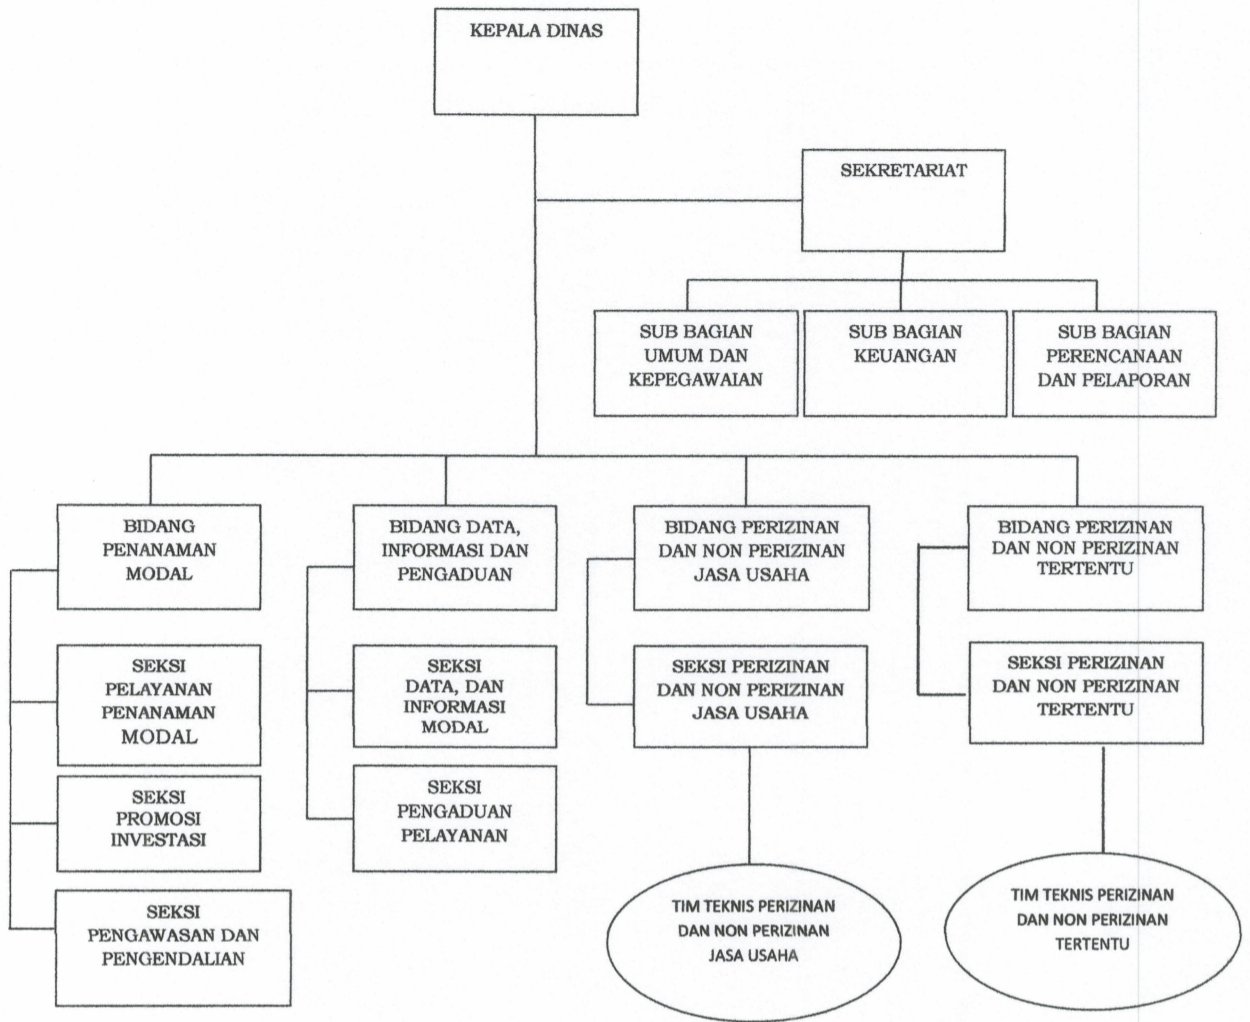 KEPALA DINAS
SEKRETARIAT
SUB BAGIAN
UMUM DAN
KEPEGAWAIAN
SUB BAGIAN
KEUANGAN
SUB BAGIAN
PERENCANAAN
DAN PELAPORAN
BIDANG
PENANAMAN
MODAL
BIDANG DATA,
INFORMASI DAN
PENGADUAN
BIDANG PERIZINAN
DAN NON PERIZINAN
JASA USAHA
BIDANG PERIZINAN
DAN NON PERIZINAN
TERTENTU
SEKSI
PELAYANAN
PENANAMAN
MODAL
SEKSI
DATA, DAN
INFORMASI
MODAL
SEKSI PERIZINAN
DAN NON PERIZINAN
JASA USAHA
SEKSI PERIZINAN
DAN NON PERIZINAN
TERTENTU
SEKSI
PROMOSI
INVESTASI
SEKSI
PENGADUAN
PELAYANAN
SEKSI
PENGAWASAN DAN
PENGENDALIAN
TIM TEKNIS PERIZINAN
DAN NON PERIZINAN
JASA USAHA
TIM TEKNIS PERIZINAN
DAN NON PERIZINAN
TERTENTU